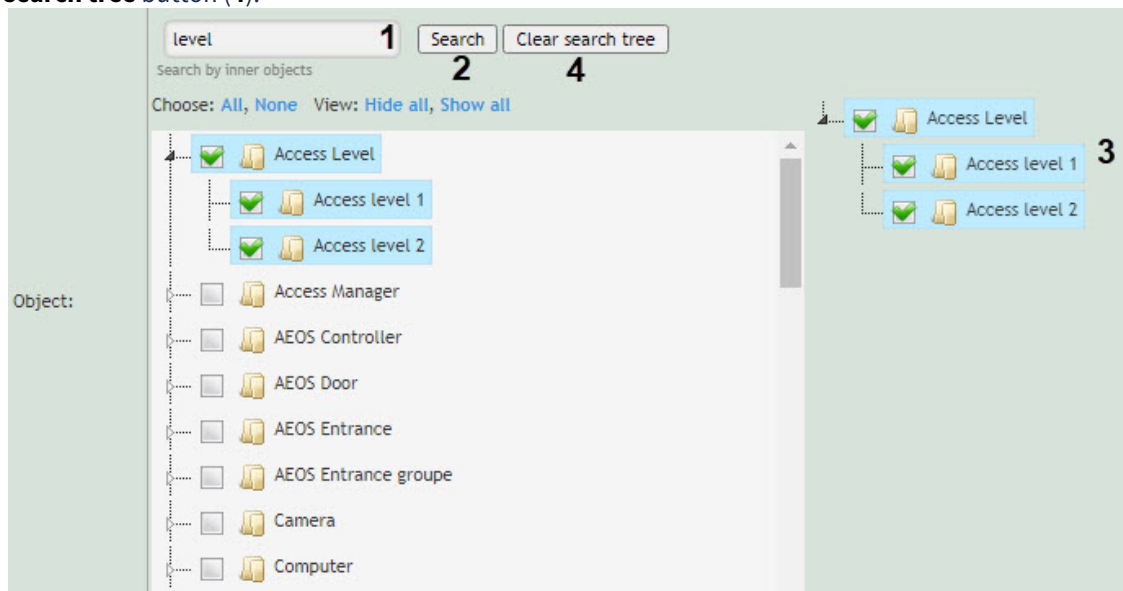 search tree button (4).
level 1 Search Clear search tree
Search by inner objects 2 4
Choose: All, None View: Hide all, Show all
Access Level
Access level 1
Access level 2
Access Manager
AEOS Controller
AEOS Door
AEOS Entrance
AEOS Entrance groupe
Camera
Computer
Object:
Access Level
Access level 1 3
Access level 2